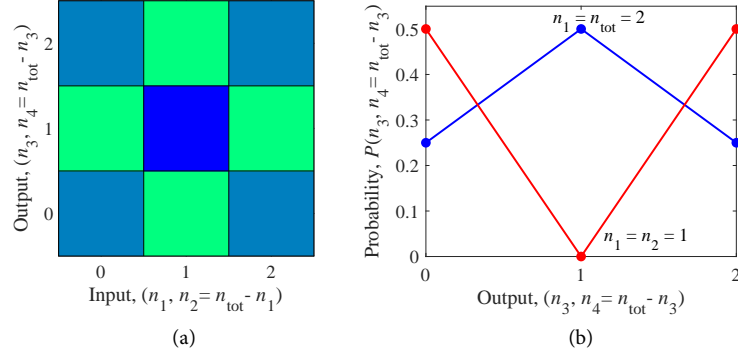 Output, (n3, n4= ntot- n3)
2
1
0
0 1 2
Input, (n1, n2= ntot- n1)
(a)
Probability, P(n3, n4= ntot- n3)
0.5
0.4
0.3
0.2
0.1
0
n1 = ntot = 2
n1 = n2 = 1
0 1 2
Output, (n3, n4= ntot- n3)
(b)